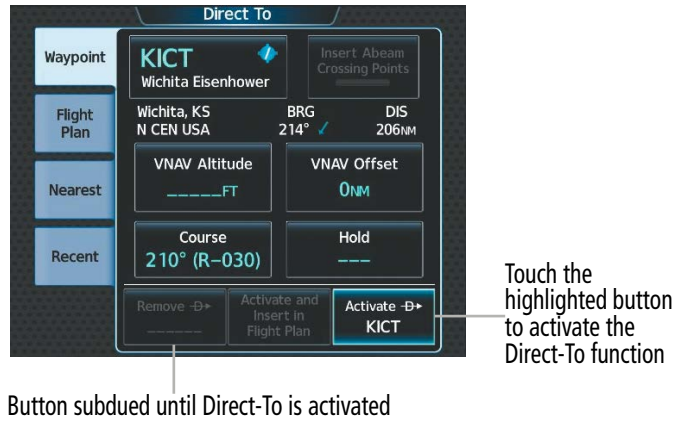 Direct To
Waypoint
Flight
Plan
Nearest
Recent
KICT
Wichita Eisenhower
Insert Abeam
Crossing Points
Wichita, KS BRG DIS
N CEN USA 214° 206NM
VNAV Altitude
_____FT
VNAV Offset
0NM
Course
210° (R-030)
Hold
---
Remove -D->
______
Activate and
Insert in
Flight Plan
Activate -D->
KICT
Touch the
highlighted button
to activate the
Direct-To function
Button subdued until Direct-To is activated